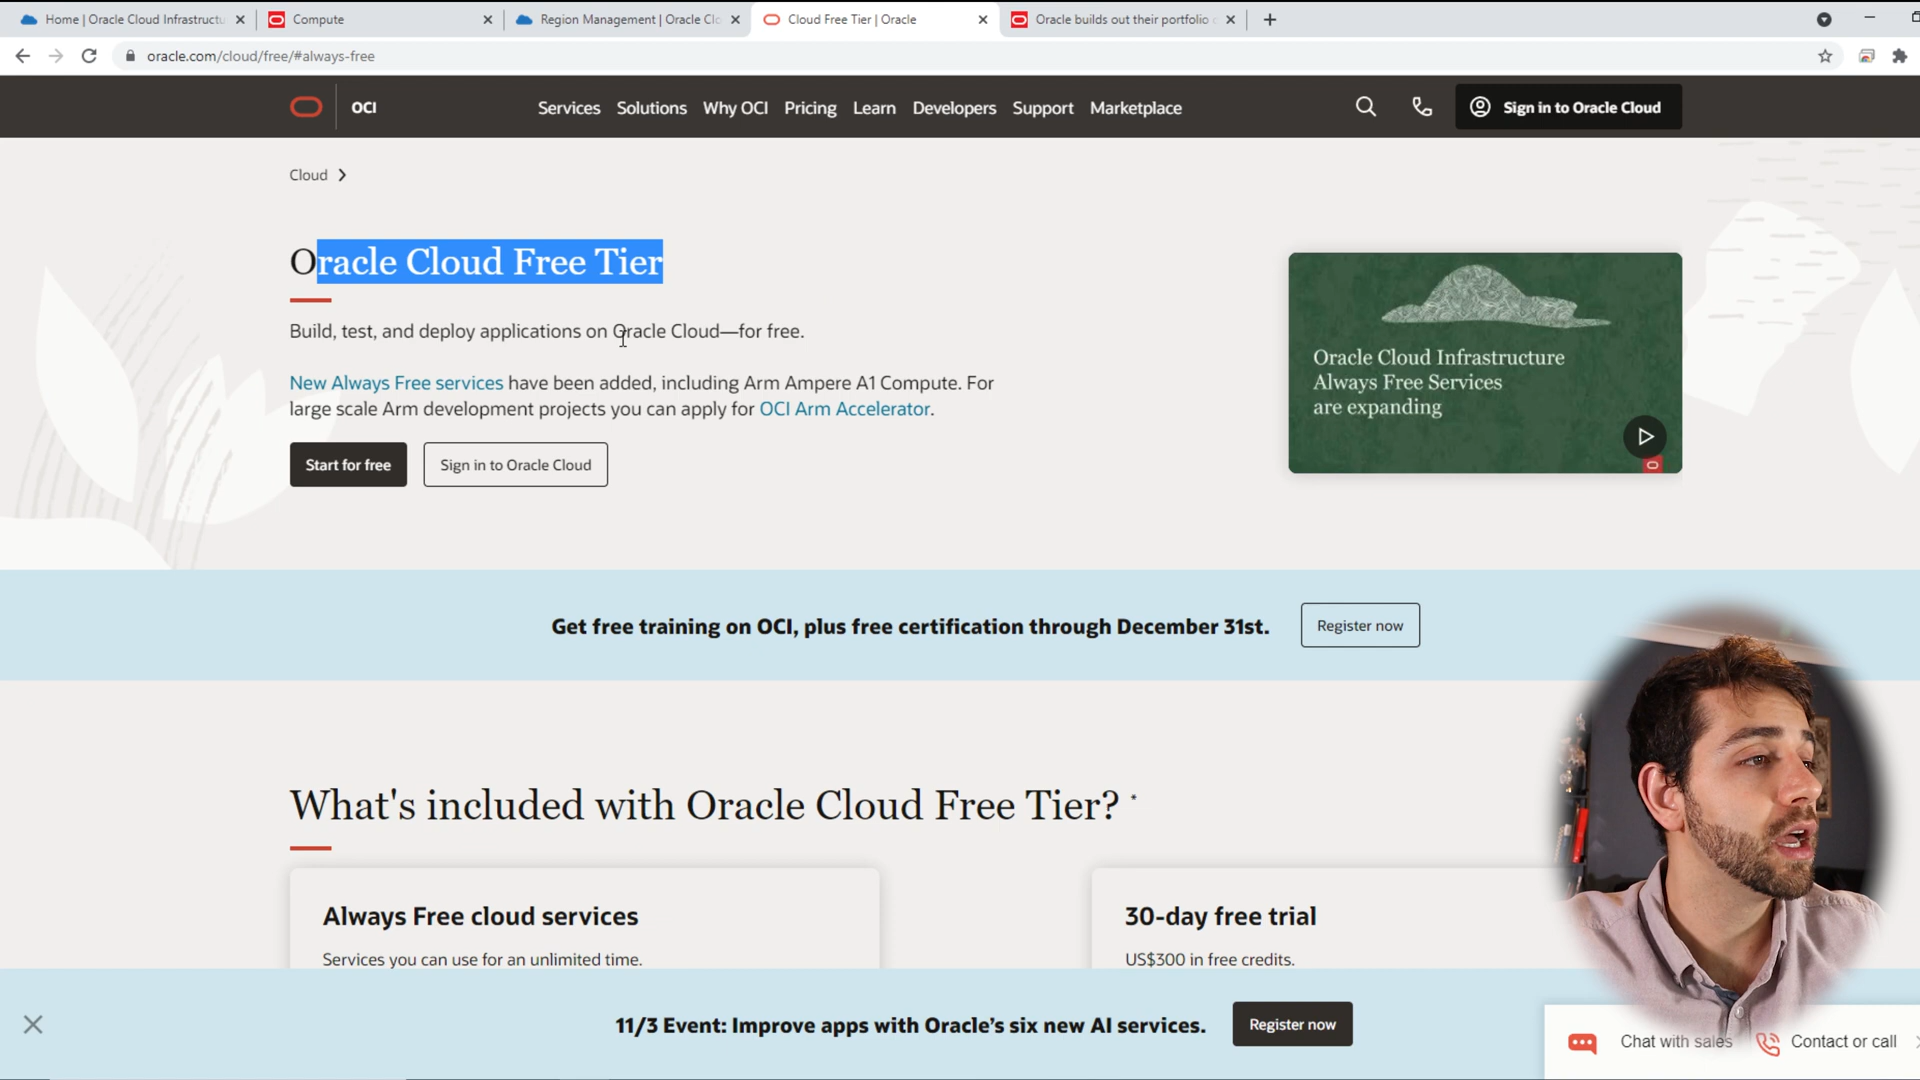 Home | Oracle Cloud Infrastructu
Compute
Region Management | Oracle Clo
Cloud Free Tier | Oracle
Oracle builds out their portfolio o
oracle.com/cloud/free/#always-free
OCI
Services
Solutions
Why OCI
Pricing
Learn
Developers
Support
Marketplace
Sign in to Oracle Cloud
Cloud
Oracle Cloud Free Tier
Build, test, and deploy applications on Oracle Cloud—for free.
New Always Free services have been added, including Arm Ampere A1 Compute. For
large scale Arm development projects you can apply for OCI Arm Accelerator.
Start for free
Sign in to Oracle Cloud
Oracle Cloud Infrastructure
Always Free Services
are expanding
Get free training on OCI, plus free certification through December 31st.
Register now
What's included with Oracle Cloud Free Tier? *
Always Free cloud services
Services you can use for an unlimited time.
30-day free trial
US$300 in free credits.
11/3 Event: Improve apps with Oracle's six new AI services.
Register now
Chat with sales
Contact or call